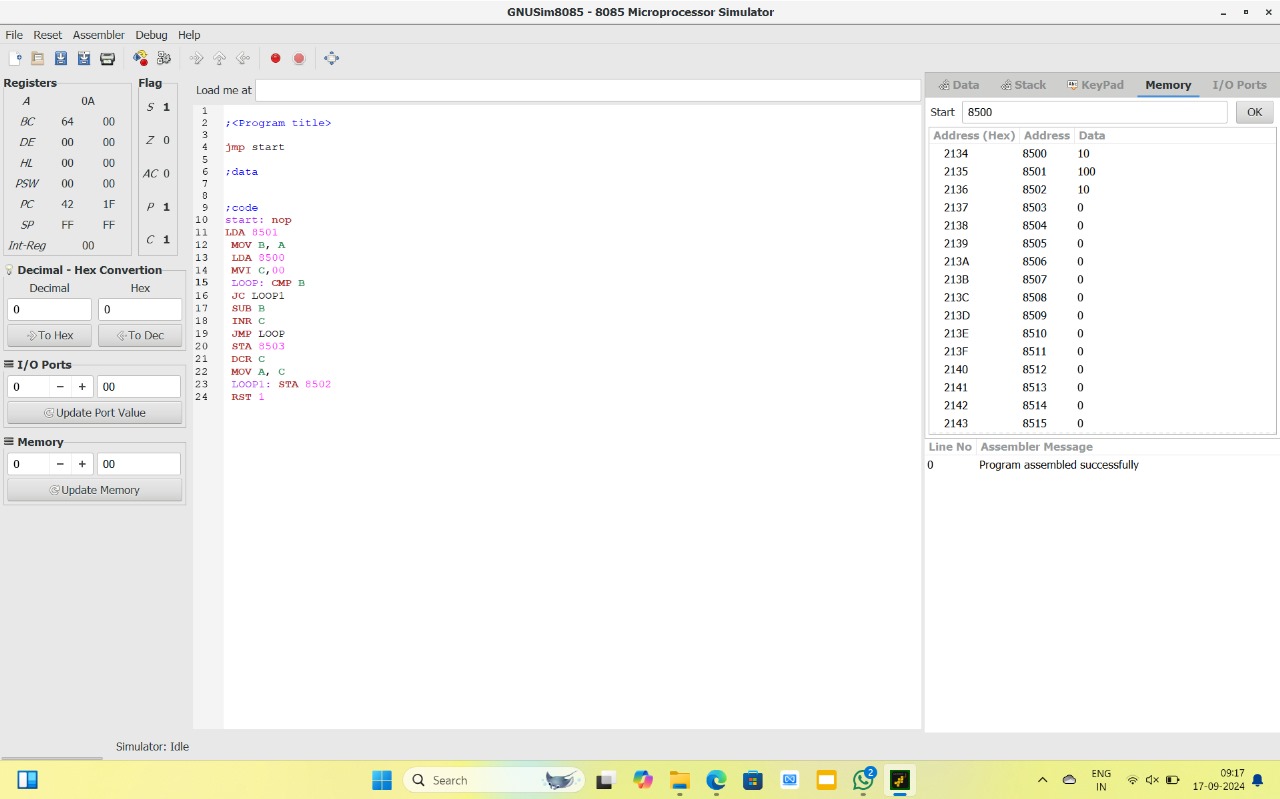 GNUSim8085 - 8085 Microprocessor Simulator
File Reset Assembler Debug Help
Registers
A 0A
BC 64 00
DE 00 00
HL 00 00
PSW 00 00
PC 42 1F
SP FF FF
Int-Reg 00
Flag
S 1
Z 0
AC 0
P 1
C 1
Decimal - Hex Convertion
Decimal Hex
0 0
To Hex To Dec
I/O Ports
0 - + 00
Update Port Value
Memory
0 - + 00
Update Memory
Load me at
1
2 ;<Program title>
3
4 jmp start
5
6 ;data
7
8
9 ;code
10 start: nop
11 LDA 8501
12 MOV B, A
13 LDA 8500
14 MVI C,00
15 LOOP: CMP B
16 JC LOOP1
17 SUB B
18 INR C
19 JMP LOOP
20 STA 8503
21 DCR C
22 MOV A, C
23 LOOP1: STA 8502
24 RST 1
Data Stack KeyPad Memory I/O Ports
Start 8500 OK
Address (Hex) Address Data
2134 8500 10
2135 8501 100
2136 8502 10
2137 8503 0
2138 8504 0
2139 8505 0
213A 8506 0
213B 8507 0
213C 8508 0
213D 8509 0
213E 8510 0
213F 8511 0
2140 8512 0
2141 8513 0
2142 8514 0
2143 8515 0
Line No Assembler Message
0 Program assembled successfully
Simulator: Idle
Search
2
ENG
IN
09:17
17-09-2024